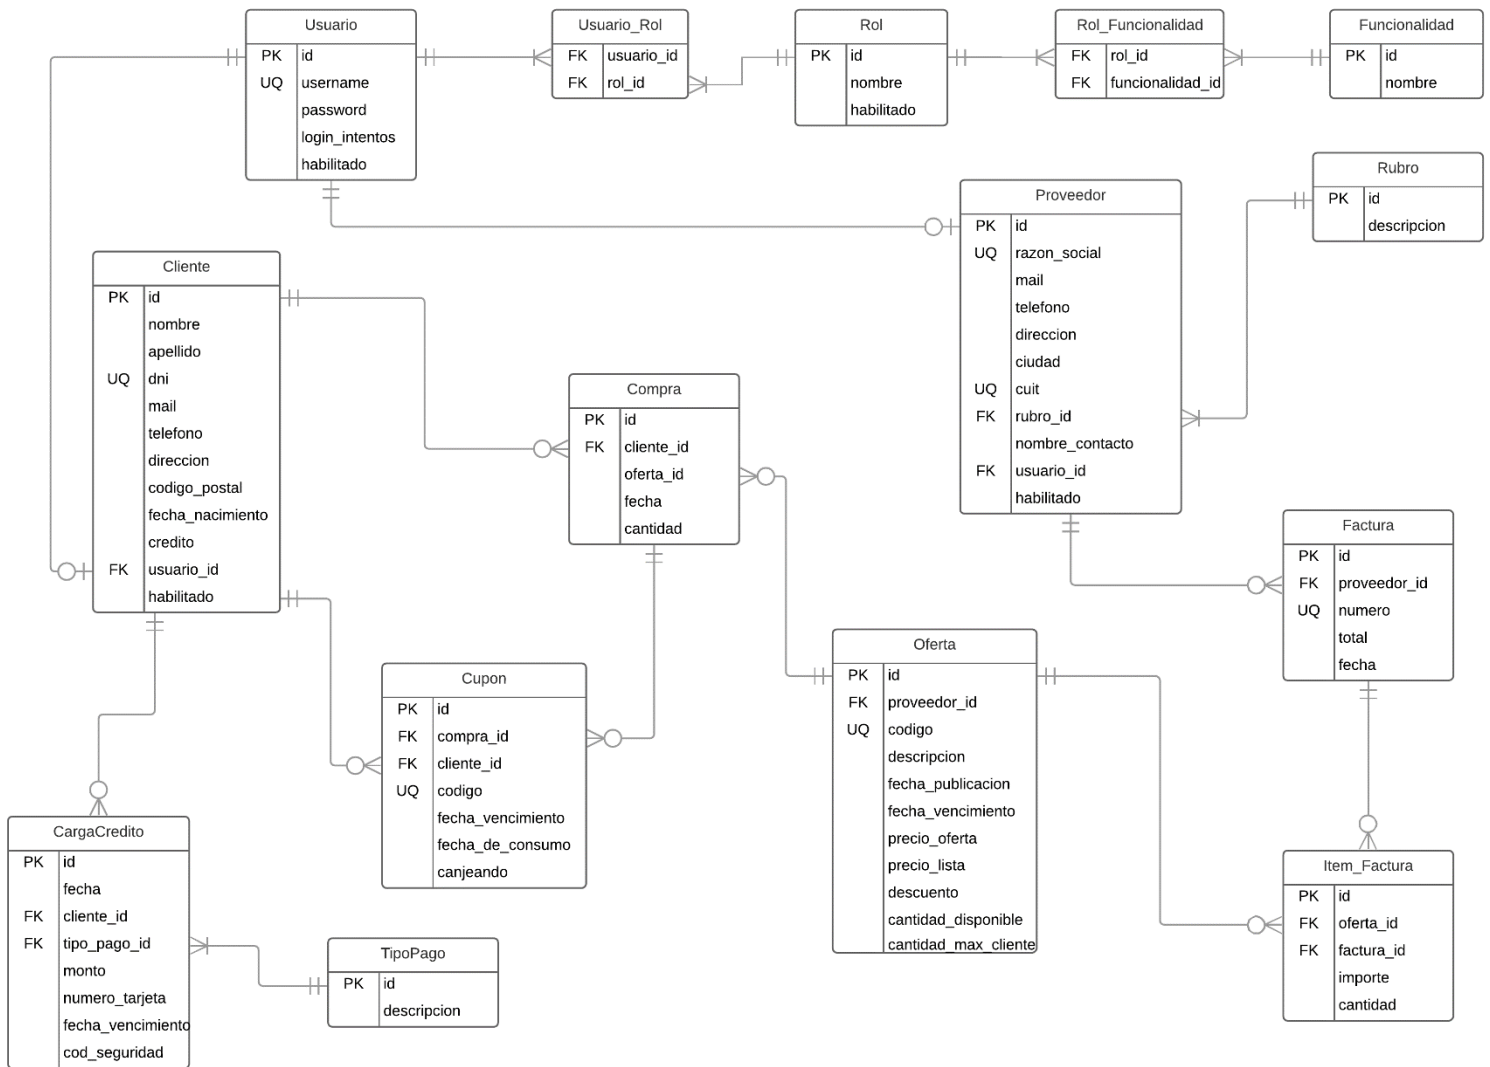 Usuario
PK id
UQ username
password
login_intentos
habilitado
Usuario_Rol
FK usuario_id
FK rol_id
Rol
PK id
nombre
habilitado
Rol_Funcionalidad
FK rol_id
FK funcionalidad_id
Funcionalidad
PK id
nombre
Rubro
PK id
descripcion
Proveedor
PK id
UQ razon_social
mail
telefono
direccion
ciudad
UQ cuit
FK rubro_id
nombre_contacto
FK usuario_id
habilitado
Cliente
PK id
nombre
apellido
UQ dni
mail
telefono
direccion
codigo_postal
fecha_nacimiento
credito
FK usuario_id
habilitado
Compra
PK id
FK cliente_id
oferta_id
fecha
cantidad
Factura
PK id
FK proveedor_id
UQ numero
total
fecha
Oferta
PK id
FK proveedor_id
UQ codigo
descripcion
fecha_publicacion
fecha_vencimiento
precio_oferta
precio_lista
descuento
cantidad_disponible
cantidad_max_cliente
Cupon
PK id
FK compra_id
FK cliente_id
UQ codigo
fecha_vencimiento
fecha_de_consumo
canjeando
CargaCredito
PK id
fecha
FK cliente_id
FK tipo_pago_id
monto
numero_tarjeta
fecha_vencimiento
cod_seguridad
TipoPago
PK id
descripcion
Item_Factura
PK id
FK oferta_id
FK factura_id
importe
cantidad